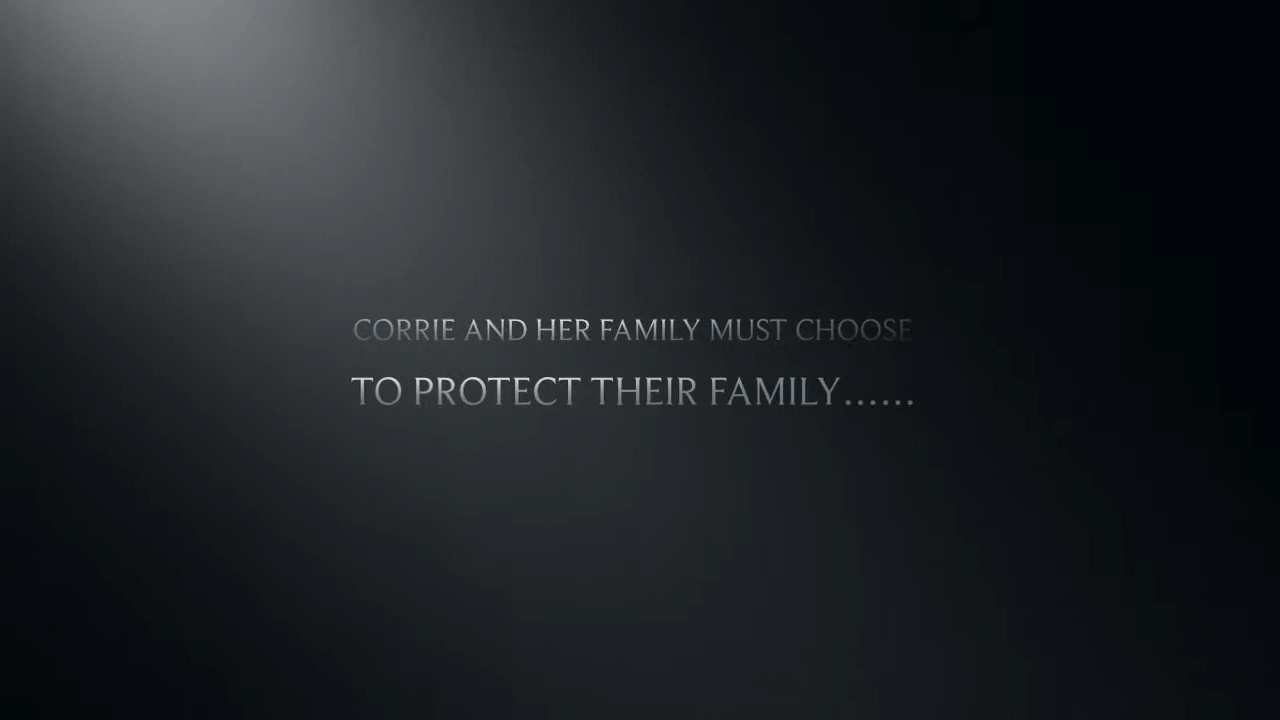 CORRIE AND HER FAMILY MUST CHOOSE
TO PROTECT THEIR FAMILY......